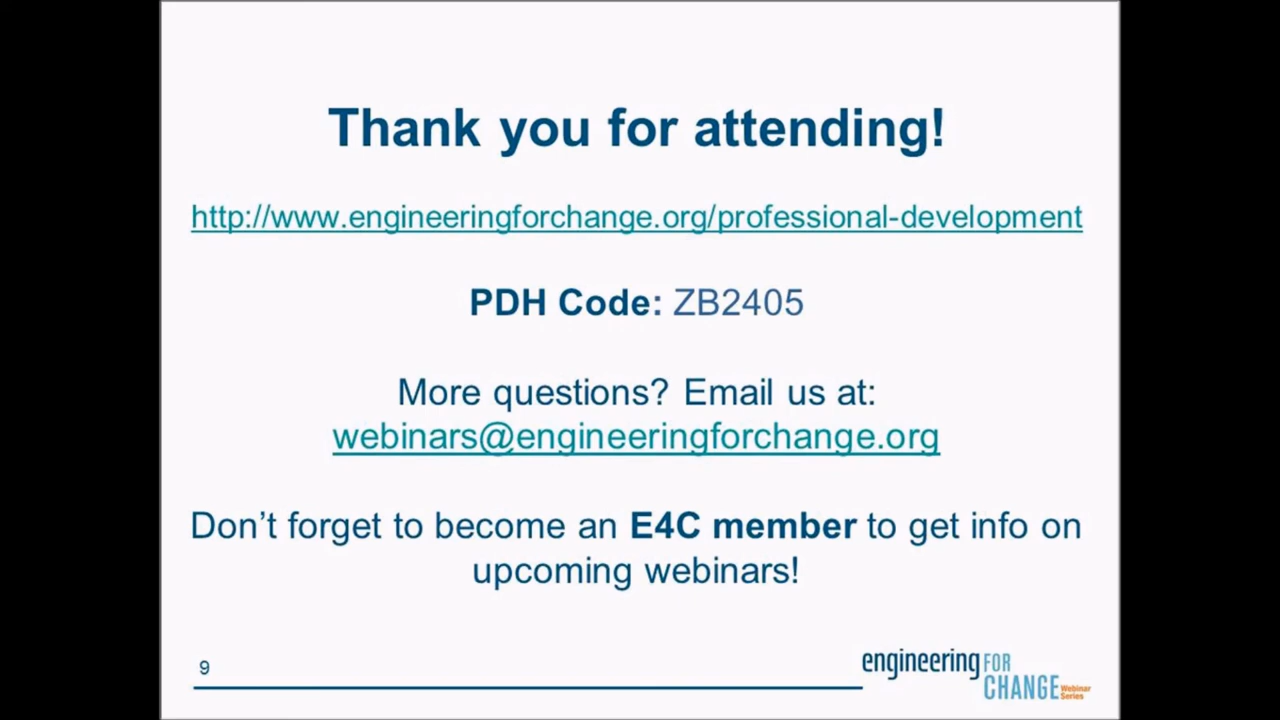 Thank you for attending!
http://www.engineeringforchange.org/professional-development
PDH Code: ZB2405
More questions? Email us at:
webinars@engineeringforchange.org
Don’t forget to become an E4C member to get info on
upcoming webinars!
9
engineering FOR
CHANGE Webinar
Series